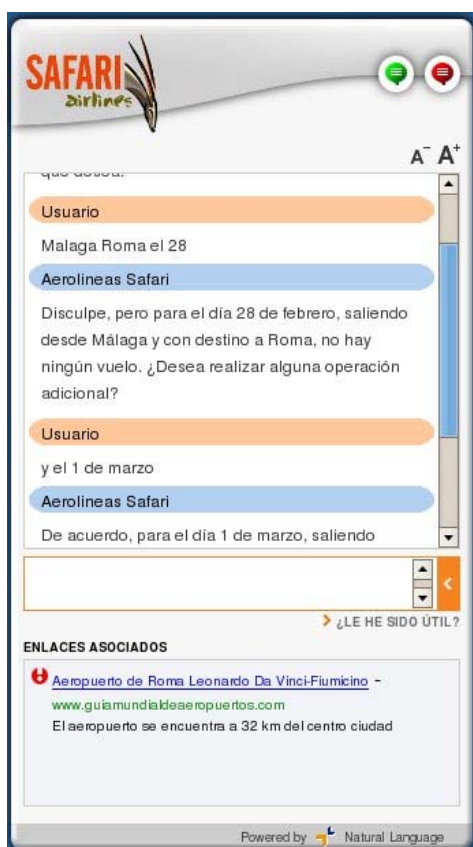 SAFARI
airlines
A⁻ A⁺
que desea.
Usuario
Malaga Roma el 28
Aerolineas Safari
Disculpe, pero para el día 28 de febrero, saliendo
desde Málaga y con destino a Roma, no hay
ningún vuelo. ¿Desea realizar alguna operación
adicional?
Usuario
y el 1 de marzo
Aerolineas Safari
De acuerdo, para el día 1 de marzo, saliendo
¿LE HE SIDO ÚTIL?
ENLACES ASOCIADOS
Aeropuerto de Roma Leonardo Da Vinci-Fiumicino -
www.guiamundialdeaeropuertos.com
El aeropuerto se encuentra a 32 km del centro ciudad
Powered by Natural Language